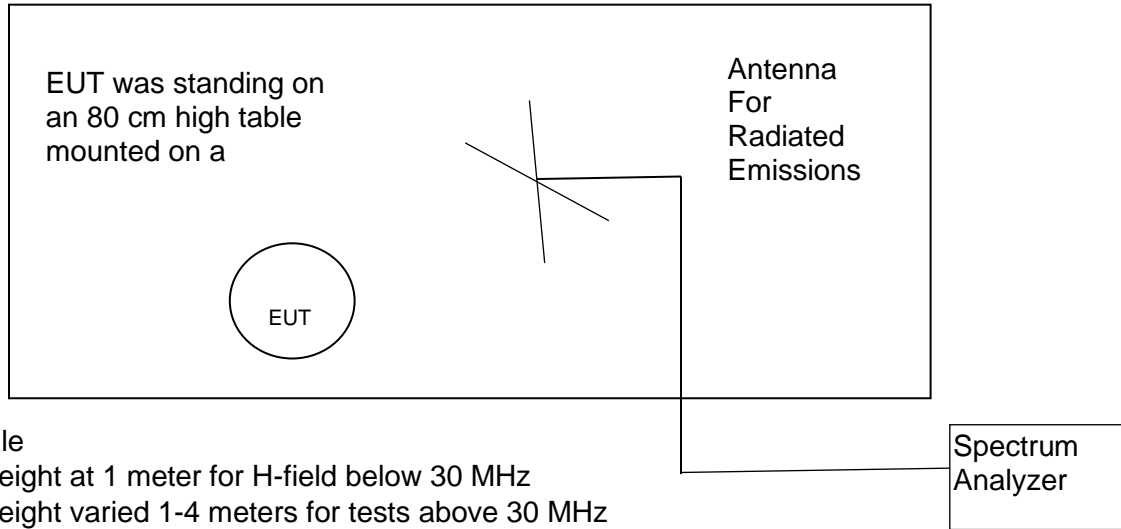 EUT was standing on
an 80 cm high table
mounted on a
Antenna
For
Radiated
Emissions
EUT
Spectrum
Analyzer
le
eight at 1 meter for H-field below 30 MHz
eight varied 1-4 meters for tests above 30 MHz